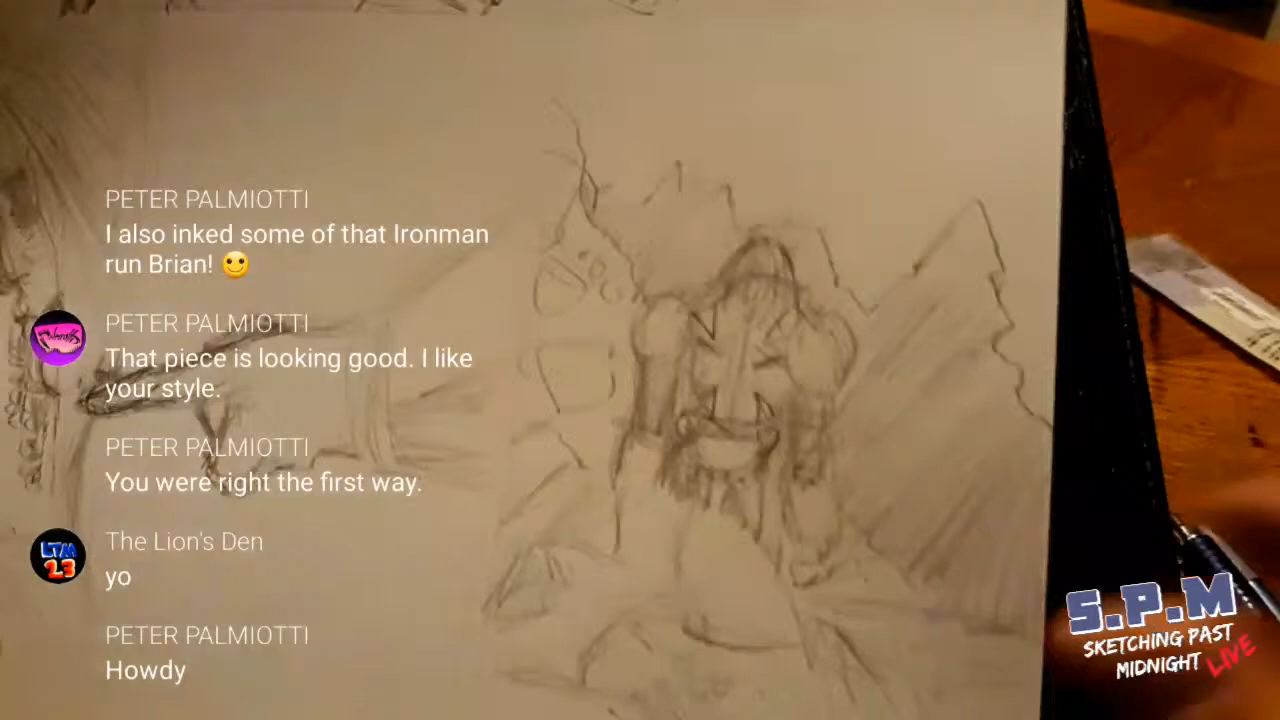 PETER PALMIOTTI
I also inked some of that Ironman
run Brian! 🙂
PETER PALMIOTTI
That piece is looking good. I like
your style.
PETER PALMIOTTI
You were right the first way.
LTM
23
The Lion's Den
yo
PETER PALMIOTTI
Howdy
S.P.M
SKETCHING PAST
MIDNIGHT LIVE